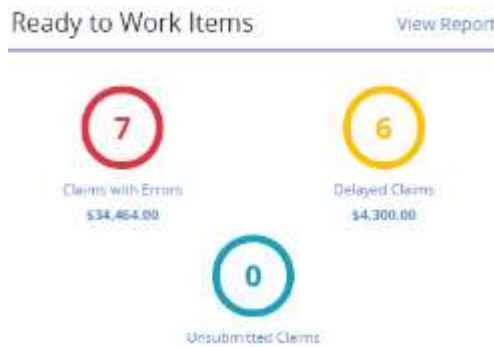 Ready to Work Items View Report
7 6
Claims with Errors Delayed Claims
$34,464.00 $4,300.00
0
Unsubmitted Claims